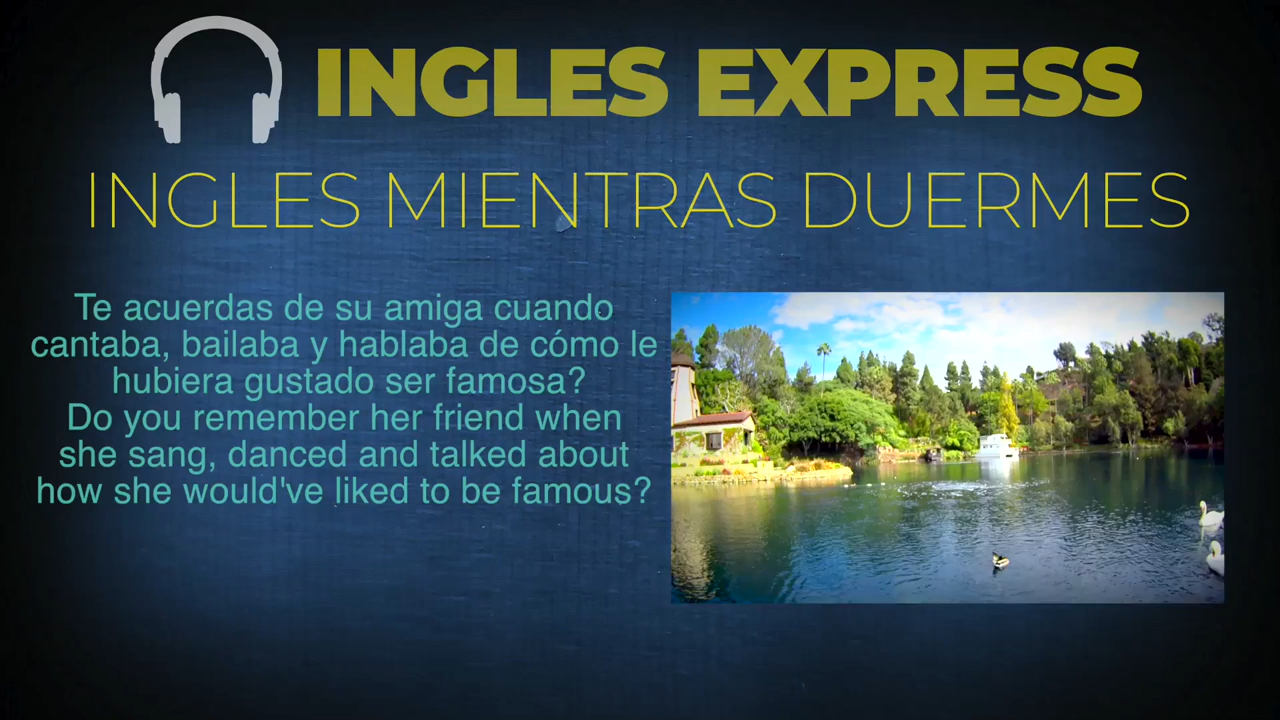 INGLES EXPRESS
INGLES MIENTRAS DUERMES
Te acuerdas de su amiga cuando
cantaba, bailaba y hablaba de cómo le
hubiera gustado ser famosa?
Do you remember her friend when
she sang, danced and talked about
how she would've liked to be famous?